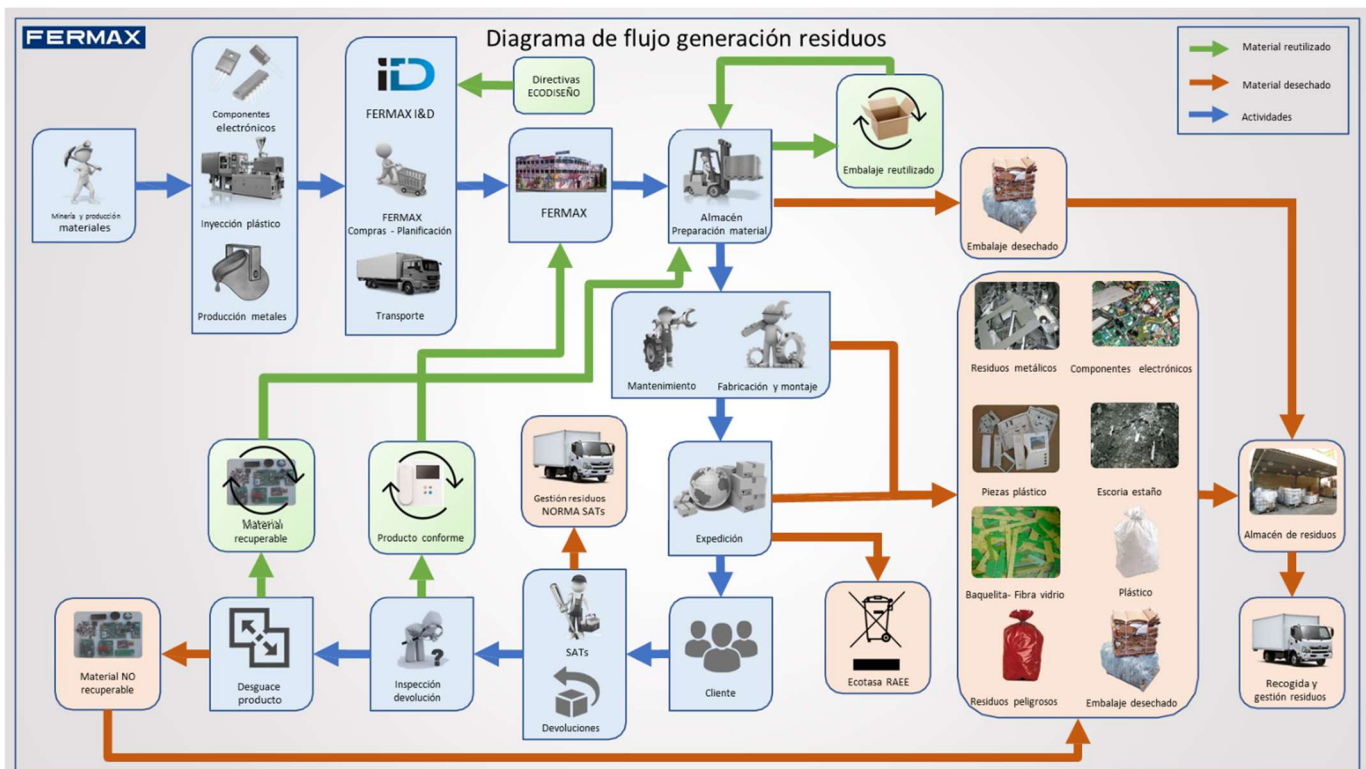 FERMAX
Diagrama de flujo generación residuos
Material reutilizado
Material desechado
Actividades
Minería y producción
materiales
Componentes
electrónicos
Inyección plástico
Producción metales
iD
FERMAX I&D
FERMAX
Compras - Planificación
Transporte
Directivas
ECODISEÑO
FERMAX
Almacén
Preparación material
Embalaje reutilizado
Embalaje desechado
Mantenimiento
Fabricación y montaje
Residuos metálicos
Componentes electrónicos
Piezas plástico
Escoria estaño
Baquelita- Fibra vidrio
Plástico
Residuos peligrosos
Embalaje desechado
Almacén de residuos
Recogida y
gestión residuos
Material
recuperable
Producto conforme
Gestión residuos
NORMA SATs
Expedición
Ecotasa RAEE
Material NO
recuperable
Desguace
producto
Inspección
devolución
?
SATs
Devoluciones
Cliente